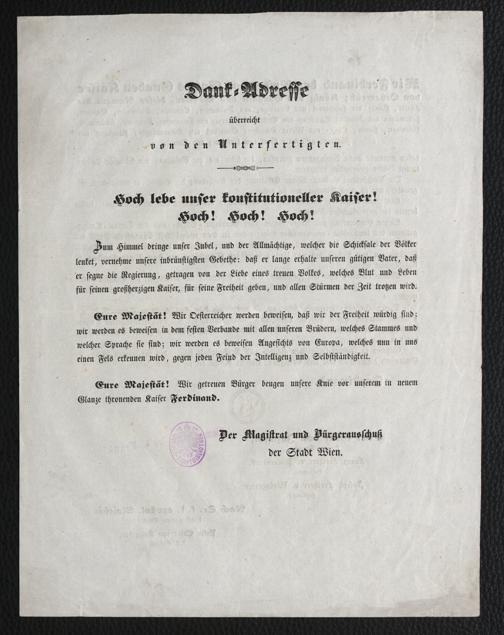 Dank-Adresse
überreicht
von den Unterfertigten.
Hoch lebe unser konstitutioneller Kaiser!
Hoch! Hoch! Hoch!
Zum Himmel dringe unser Jubel, und der Allmächtige, welcher die Schicksale der Völker
lenket, vernehme unsere inbrünstigsten Gebethe: daß er lange erhalte unseren gütigen Vater, daß
er segne die Regierung, getragen von der Liebe eines treuen Volkes, welches Blut und Leben
für seinen großherzigen Kaiser, für seine Freiheit geben, und allen Stürmen der Zeit trotzen wird.
Eure Majestät! Wir Oesterreicher werden beweisen, daß wir der Freiheit würdig sind;
wir werden es beweisen in dem festen Verbande mit allen unseren Brüdern, welches Stammes und
welcher Sprache sie sind; wir werden es beweisen Angesichts von Europa, welches nun in uns
einen Fels erkennen wird, gegen jeden Feind der Intelligenz und Selbstständigkeit.
Eure Majestät! Wir getreuen Bürger beugen unsere Knie vor unserem in neuem
Glanze thronenden Kaiser Ferdinand.
Der Magistrat und Bürgerausschuß
der Stadt Wien.